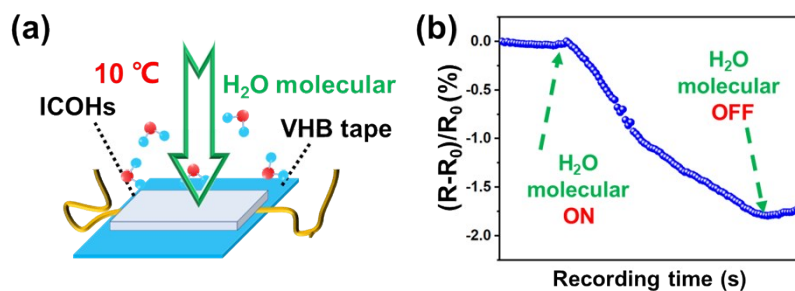 (a)
10 ℃
H₂O molecular
ICOHs
VHB tape
(b)
(R-R₀)/R₀ (%)
0.0
-0.5
-1.0
-1.5
-2.0
H₂O
molecular
ON
H₂O
molecular
OFF
Recording time (s)